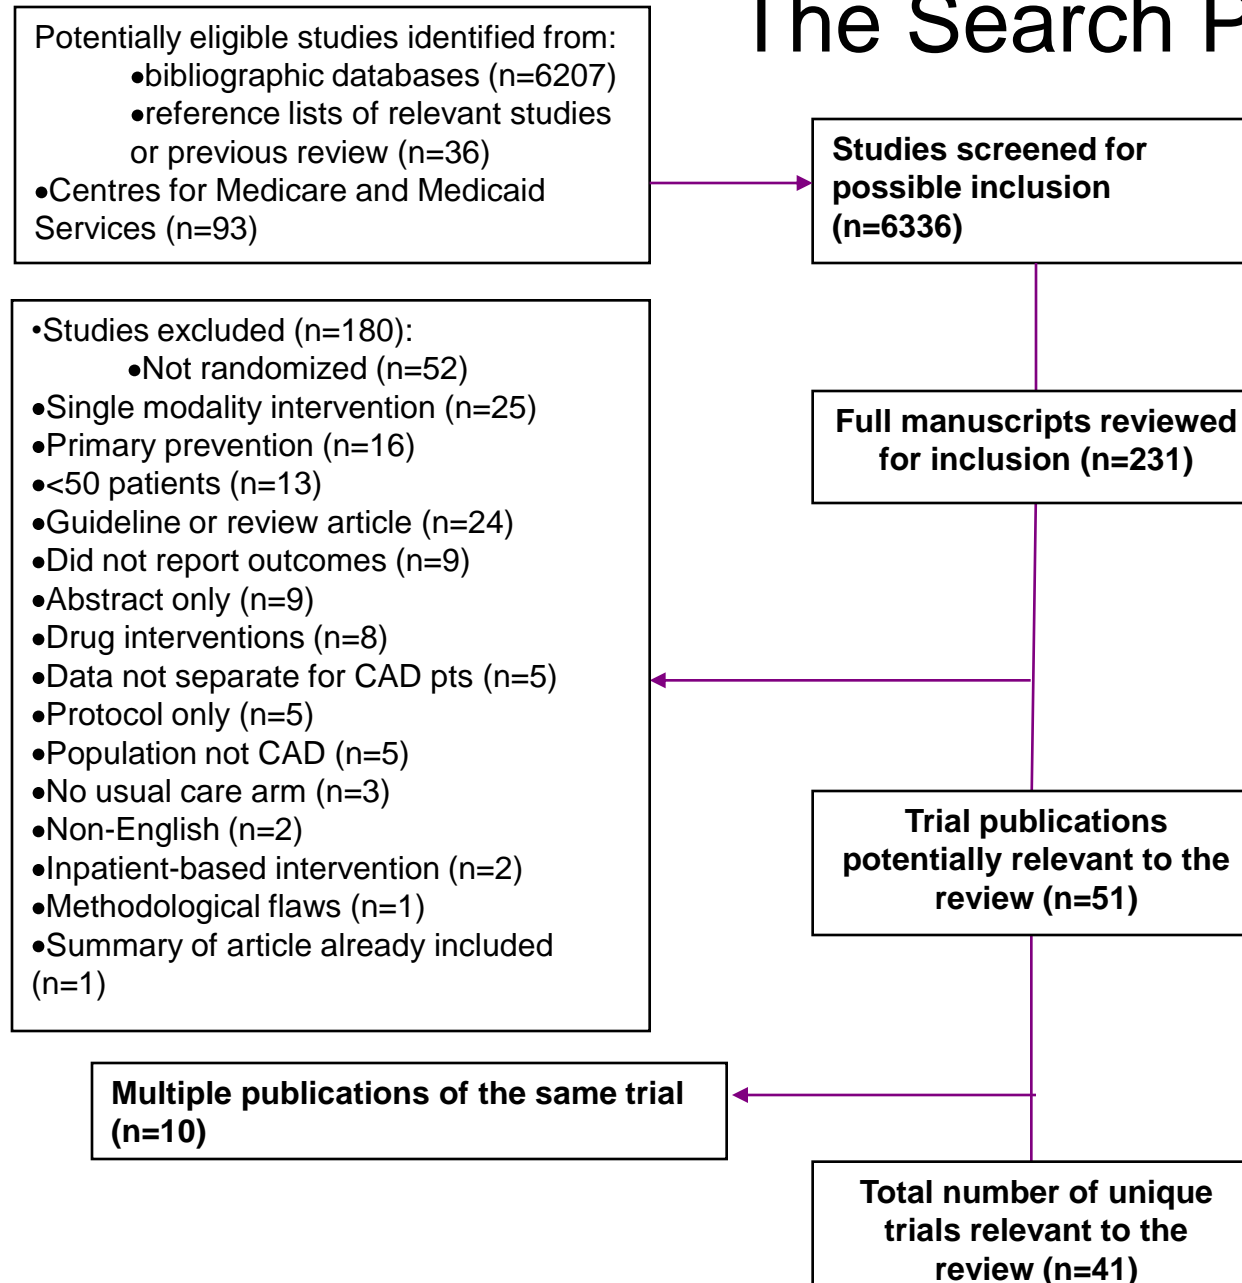 The Search P
Potentially eligible studies identified from:
•bibliographic databases (n=6207)
•reference lists of relevant studies
or previous review (n=36)
•Centres for Medicare and Medicaid
Services (n=93)
Studies screened for
possible inclusion
(n=6336)
•Studies excluded (n=180):
•Not randomized (n=52)
•Single modality intervention (n=25)
•Primary prevention (n=16)
•<50 patients (n=13)
•Guideline or review article (n=24)
•Did not report outcomes (n=9)
•Abstract only (n=9)
•Drug interventions (n=8)
•Data not separate for CAD pts (n=5)
•Protocol only (n=5)
•Population not CAD (n=5)
•No usual care arm (n=3)
•Non-English (n=2)
•Inpatient-based intervention (n=2)
•Methodological flaws (n=1)
•Summary of article already included
(n=1)
Full manuscripts reviewed
for inclusion (n=231)
Trial publications
potentially relevant to the
review (n=51)
Multiple publications of the same trial
(n=10)
Total number of unique
trials relevant to the
review (n=41)